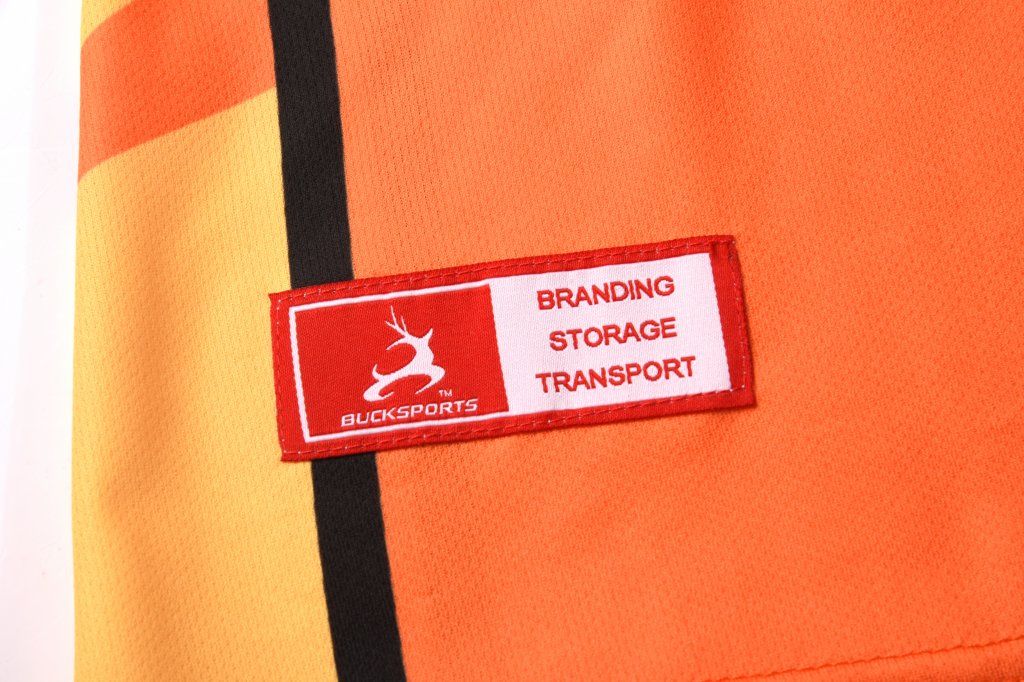 BRANDING
STORAGE
TRANSPORT
TM
BUCKSPORTS